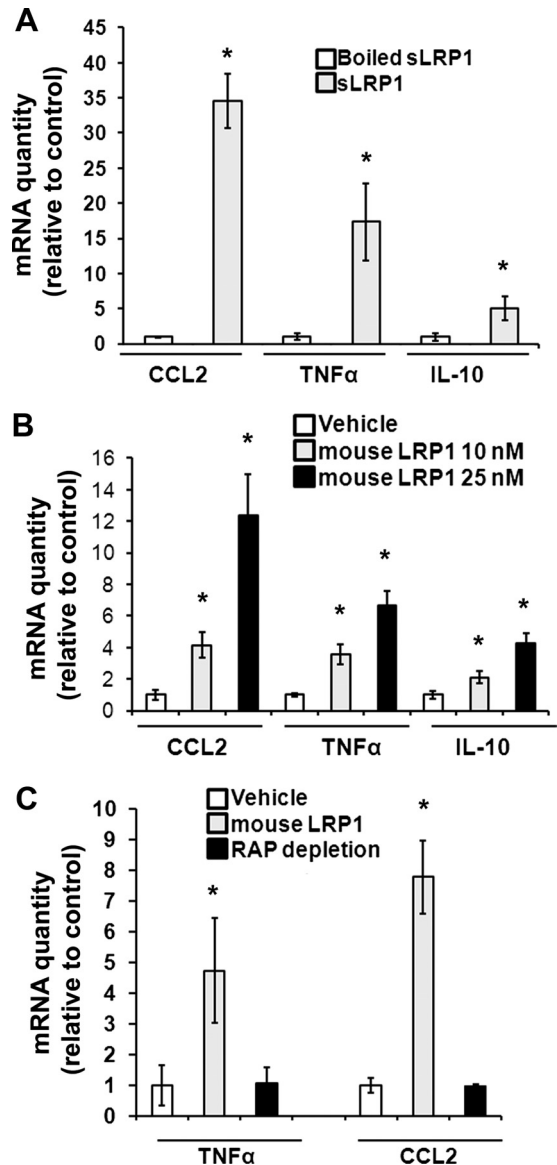 A
mRNA quantity
(relative to control)
45
40
35
30
25
20
15
10
5
0
Boiled sLRP1
sLRP1
*
*
*
CCL2 TNFα IL-10
B
mRNA quantity
(relative to control)
16
14
12
10
8
6
4
2
0
Vehicle
mouse LRP1 10 nM
mouse LRP1 25 nM
*
*
*
*
*
*
CCL2 TNFα IL-10
C
mRNA quantity
(relative to control)
10
9
8
7
6
5
4
3
2
1
0
Vehicle
mouse LRP1
RAP depletion
*
*
TNFα CCL2